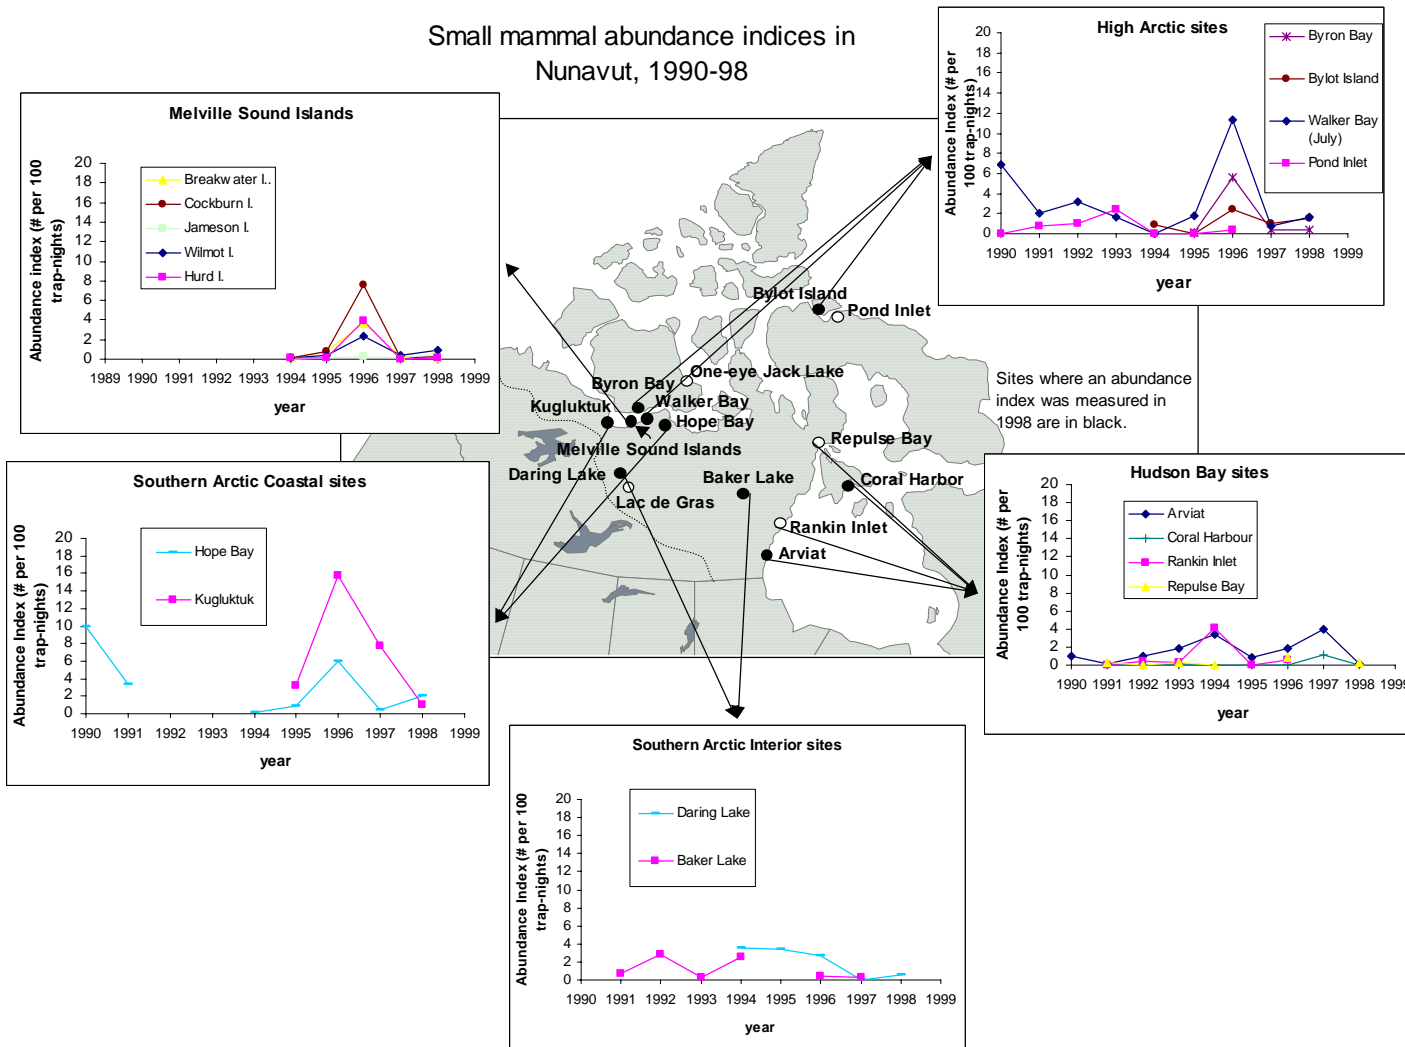 Small mammal abundance indices in
Nunavut, 1990-98
Melville Sound Islands
Abundance index (# per 100
trap-nights)
20
18
16
14
12
10
8
6
4
2
0
Breakwater I..
Cockburn I.
Jameson I.
Wilmot I.
Hurd I.
1989 1990 1991 1992 1993 1994 1995 1996 1997 1998 1999
year
High Arctic sites
Abundance Index (# per
100 trap-nights)
20
18
16
14
12
10
8
6
4
2
0
Byron Bay
Bylot Island
Walker Bay
(July)
Pond Inlet
1990 1991 1992 1993 1994 1995 1996 1997 1998 1999
year
Bylot Island
Pond Inlet
One-eye Jack Lake
Byron Bay
Walker Bay
Kugluktuk
Hope Bay
Repulse Bay
Melville Sound Islands
Daring Lake
Baker Lake
Coral Harbor
Lac de Gras
Rankin Inlet
Arviat
Sites where an abundance
index was measured in
1998 are in black.
Southern Arctic Coastal sites
Abundance Index (# per 100
trap-nights)
20
18
16
14
12
10
8
6
4
2
0
Hope Bay
Kugluktuk
1990 1991 1992 1993 1994 1995 1996 1997 1998 1999
year
Hudson Bay sites
Abundance Index (# per
100 trap-nights)
20
18
16
14
12
10
8
6
4
2
0
Arviat
Coral Harbour
Rankin Inlet
Repulse Bay
1990 1991 1992 1993 1994 1995 1996 1997 1998 1999
year
Southern Arctic Interior sites
Abundance Index (# per 100
trap-nights)
20
18
16
14
12
10
8
6
4
2
0
Daring Lake
Baker Lake
1990 1991 1992 1993 1994 1995 1996 1997 1998 1999
year